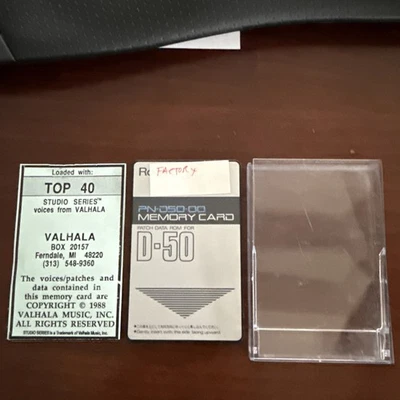 Loaded with:
TOP 40
STUDIO SERIES™
voices from VALHALA
VALHALA
BOX 20157
Ferndale, MI 48220
(313) 548-9360
The voices/patches and
data contained in
this memory card are
COPYRIGHT © 1988
VALHALA MUSIC, INC.
ALL RIGHTS RESERVED
STUDIO SERIES is a Trademark of Valhala Music, Inc.
Ro
FACTORY
PN-D50-00
MEMORY CARD
PATCH DATA ROM FOR
D-50